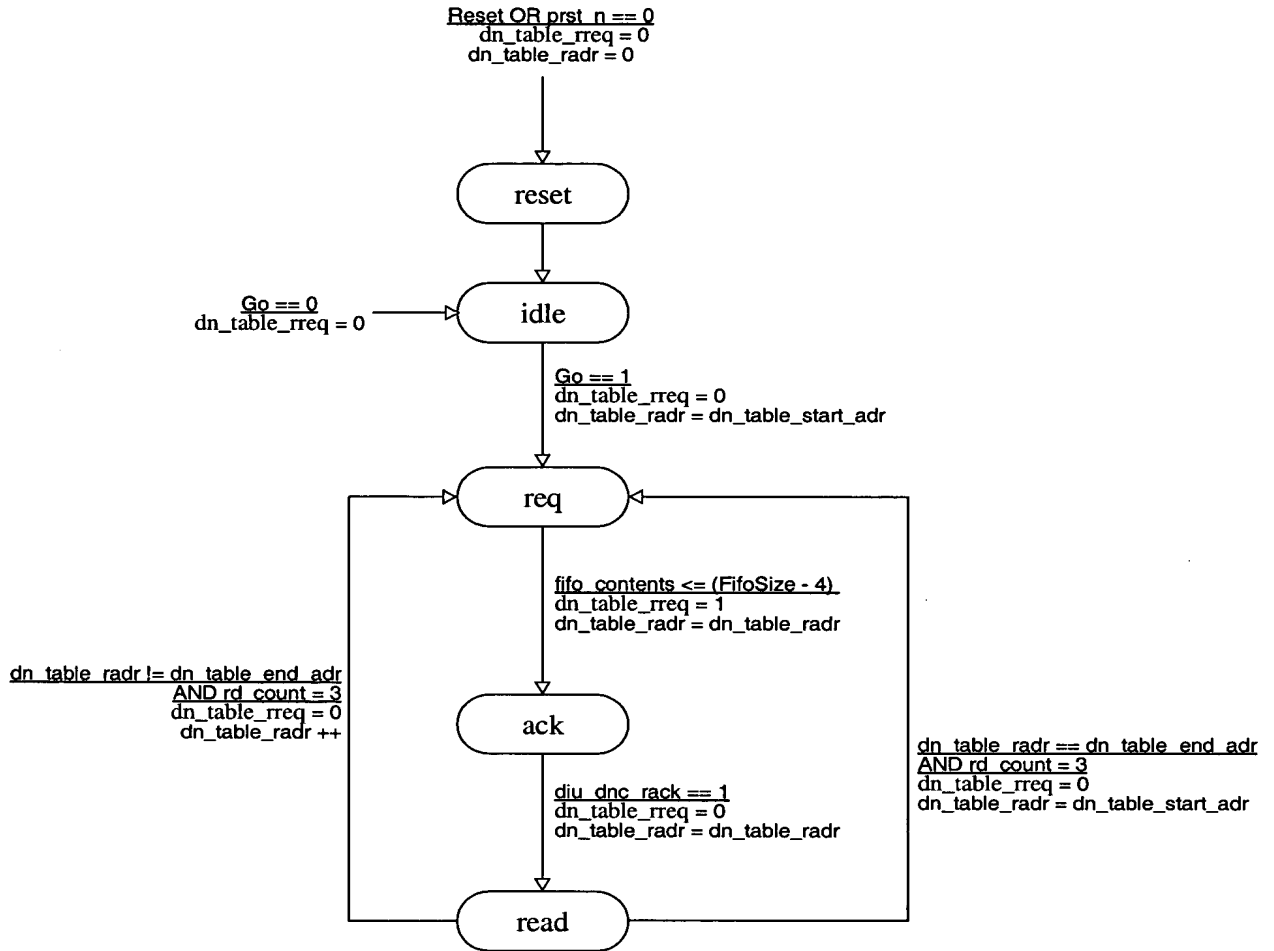 Reset OR prst_n == 0
dn_table_rreq = 0
dn_table_radr = 0
reset
idle
Go == 0
dn_table_rreq = 0
Go == 1
dn_table_rreq = 0
dn_table_radr = dn_table_start_adr
req
fifo_contents <= (FifoSize - 4)
dn_table_rreq = 1
dn_table_radr = dn_table_radr
dn_table_radr != dn_table_end_adr
AND rd_count = 3
dn_table_rreq = 0
dn_table_radr ++
ack
dn_table_radr == dn_table_end_adr
AND rd_count = 3
dn_table_rreq = 0
dn_table_radr = dn_table_start_adr
diu_dnc_rack == 1
dn_table_rreq = 0
dn_table_radr = dn_table_radr
read